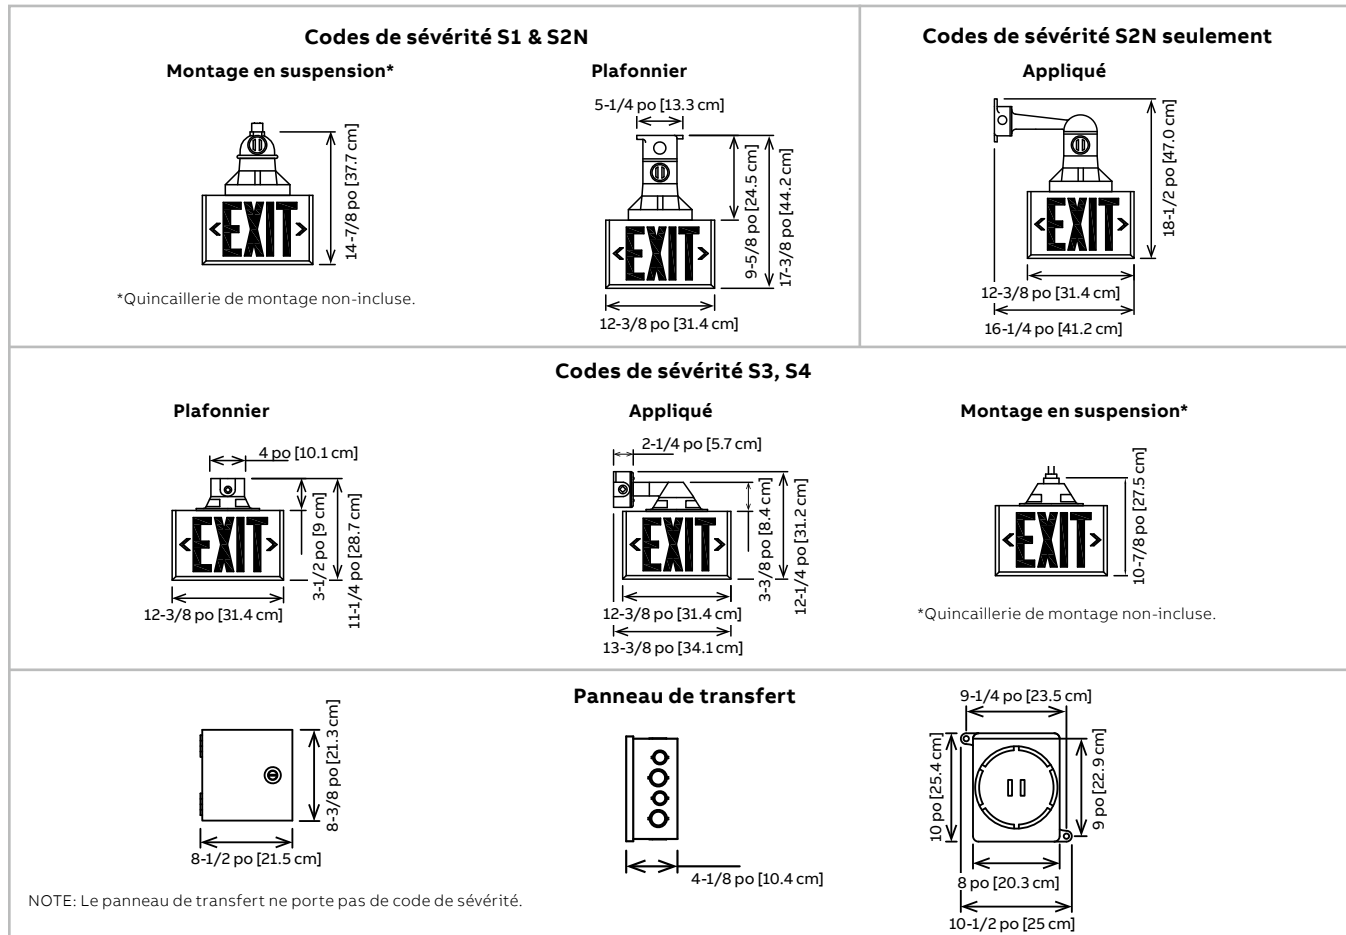 Codes de sévérité S1 & S2N
Montage en suspension*
EXIT
14-7/8 po [37.7 cm]
*Quincaillerie de montage non-incluse.
Plafonnier
5-1/4 po [13.3 cm]
EXIT
9-5/8 po [24.5 cm]
17-3/8 po [44.2 cm]
12-3/8 po [31.4 cm]
Codes de sévérité S2N seulement
Appliqué
EXIT
18-1/2 po [47.0 cm]
12-3/8 po [31.4 cm]
16-1/4 po [41.2 cm]
Codes de sévérité S3, S4
Plafonnier
4 po [10.1 cm]
EXIT
3-1/2 po [9 cm]
11-1/4 po [28.7 cm]
12-3/8 po [31.4 cm]
Appliqué
2-1/4 po [5.7 cm]
EXIT
3-3/8 po [8.4 cm]
12-1/4 po [31.2 cm]
12-3/8 po [31.4 cm]
13-3/8 po [34.1 cm]
Montage en suspension*
EXIT
10-7/8 po [27.5 cm]
*Quincaillerie de montage non-incluse.
Panneau de transfert
8-3/8 po [21.3 cm]
8-1/2 po [21.5 cm]
4-1/8 po [10.4 cm]
9-1/4 po [23.5 cm]
10 po [25.4 cm]
9 po [22.9 cm]
8 po [20.3 cm]
10-1/2 po [25 cm]
NOTE: Le panneau de transfert ne porte pas de code de sévérité.